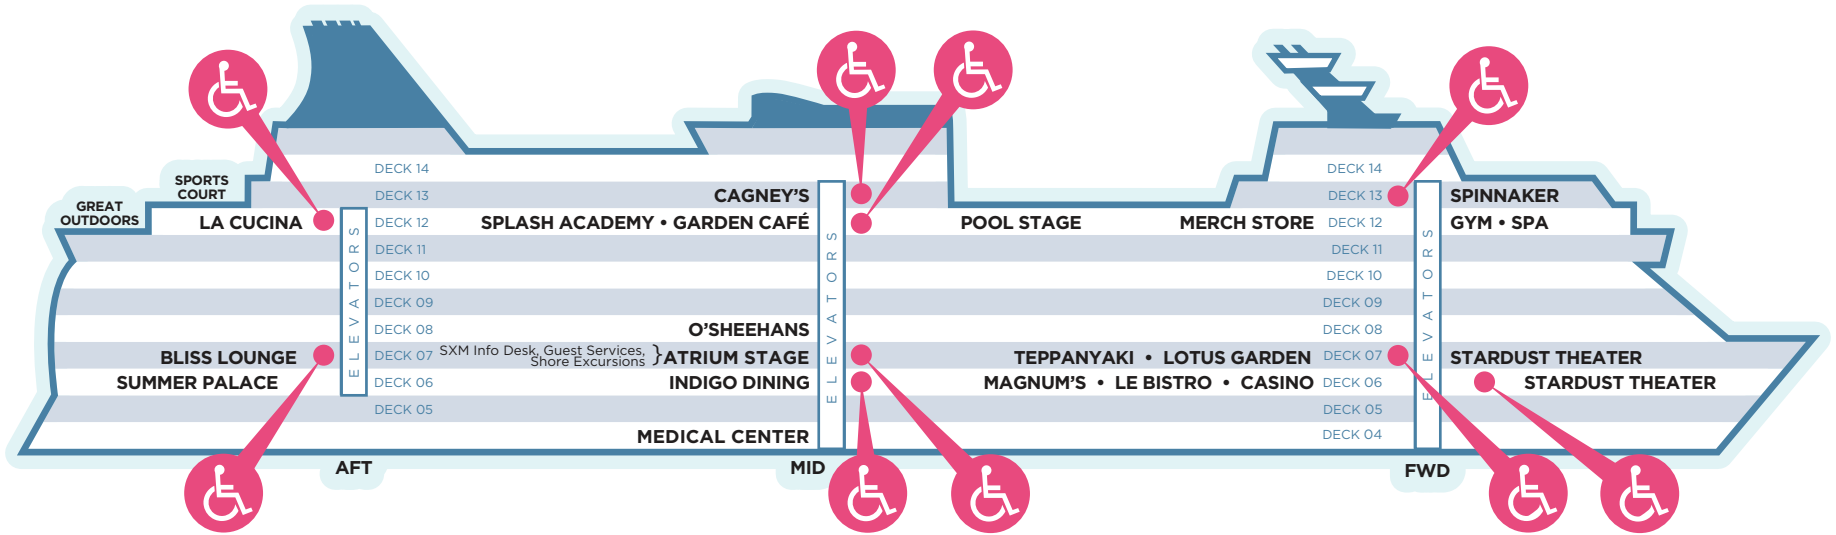 SPORTS
COURT
GREAT
OUTDOORS
DECK 14
DECK 14
DECK 13
CAGNEY'S
DECK 13
SPINNAKER
LA CUCINA
DECK 12
SPLASH ACADEMY • GARDEN CAFÉ
POOL STAGE
MERCH STORE
DECK 12
GYM • SPA
DECK 11
DECK 11
DECK 10
DECK 10
DECK 09
DECK 09
DECK 08
O'SHEEHANS
DECK 08
BLISS LOUNGE
DECK 07
SXM Info Desk, Guest Services,
Shore Excursions
} ATRIUM STAGE
TEPPANYAKI • LOTUS GARDEN
DECK 07
STARDUST THEATER
SUMMER PALACE
DECK 06
INDIGO DINING
MAGNUM'S • LE BISTRO • CASINO
DECK 06
STARDUST THEATER
DECK 05
DECK 05
MEDICAL CENTER
DECK 04
ELEVATORS
ELEVATORS
ELEVATORS
AFT
MID
FWD